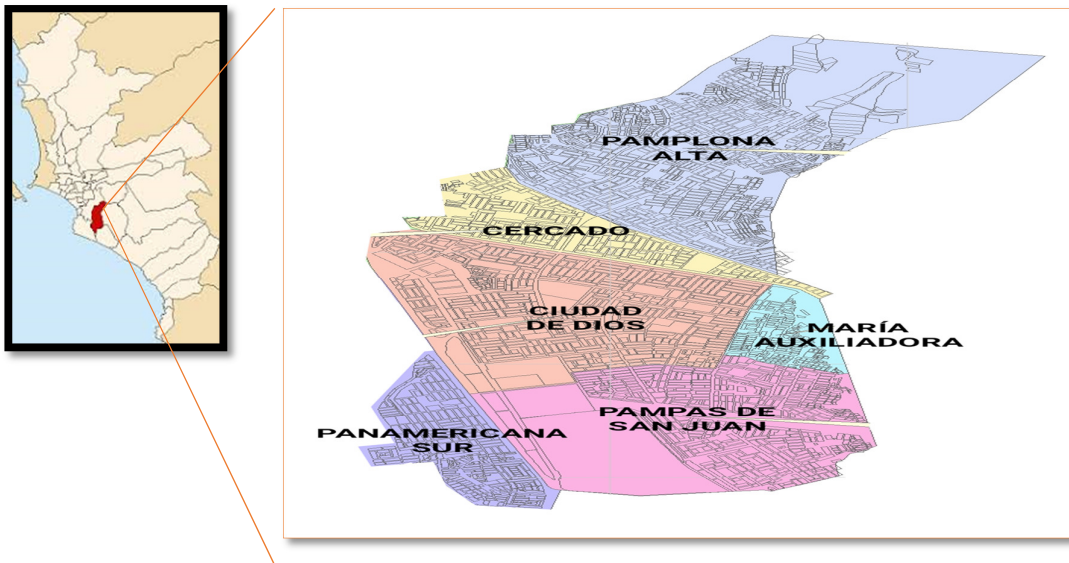 PAMPLONA
ALTA
CERCADO
CIUDAD
DE DIOS
MARÍA
AUXILIADORA
PAMPAS DE
SAN JUAN
PANAMERICANA
SUR